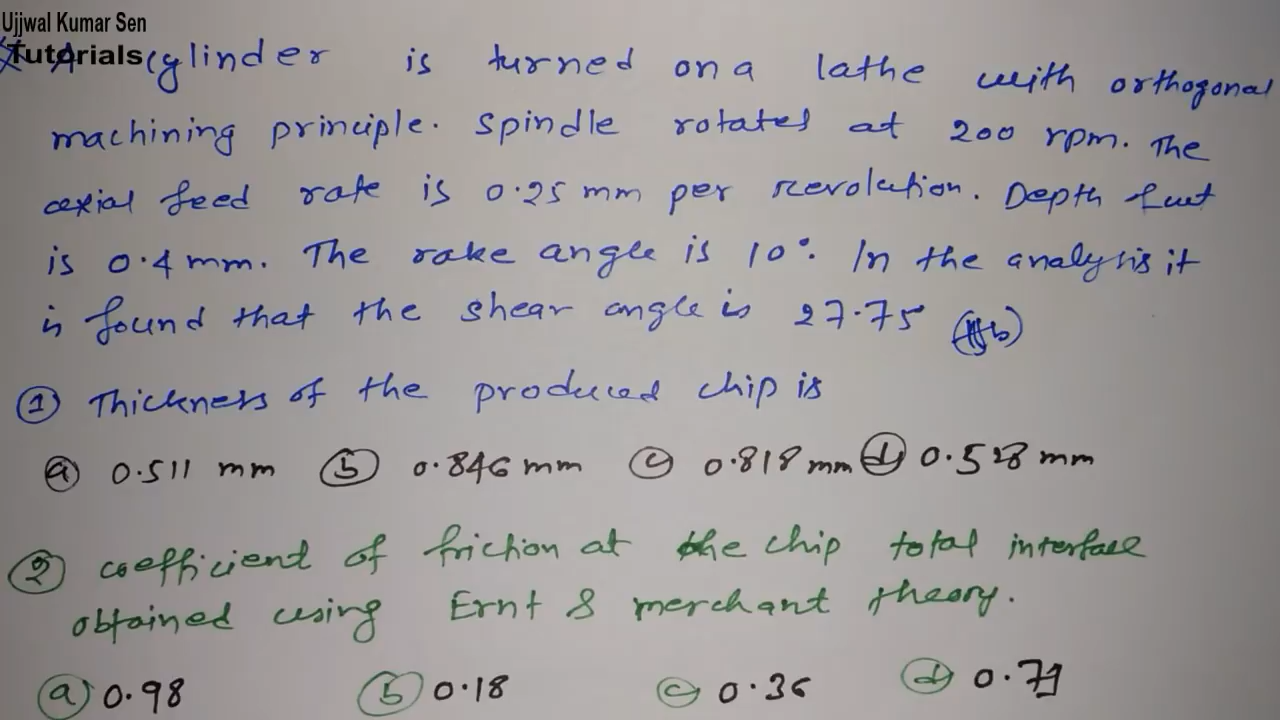 Ujjwal Kumar Sen
Tutorials
A cylinder is turned on a lathe with orthogonal
machining principle. Spindle rotates at 200 rpm. The
axial feed rate is 0.25 mm per revolution. Depth of cut
is 0.4 mm. The rake angle is 10°. In the analysis it
is found that the shear angle is 27.75
① Thickness of the produced chip is
ⓐ 0.511 mm ⓑ 0.846 mm ⓒ 0.818 mm ⓓ 0.528 mm
② coefficient of friction at the chip total interface
obtained using Ernt & merchant theory.
ⓐ 0.98 ⓑ 0.18 ⓒ 0.36 ⓓ 0.71